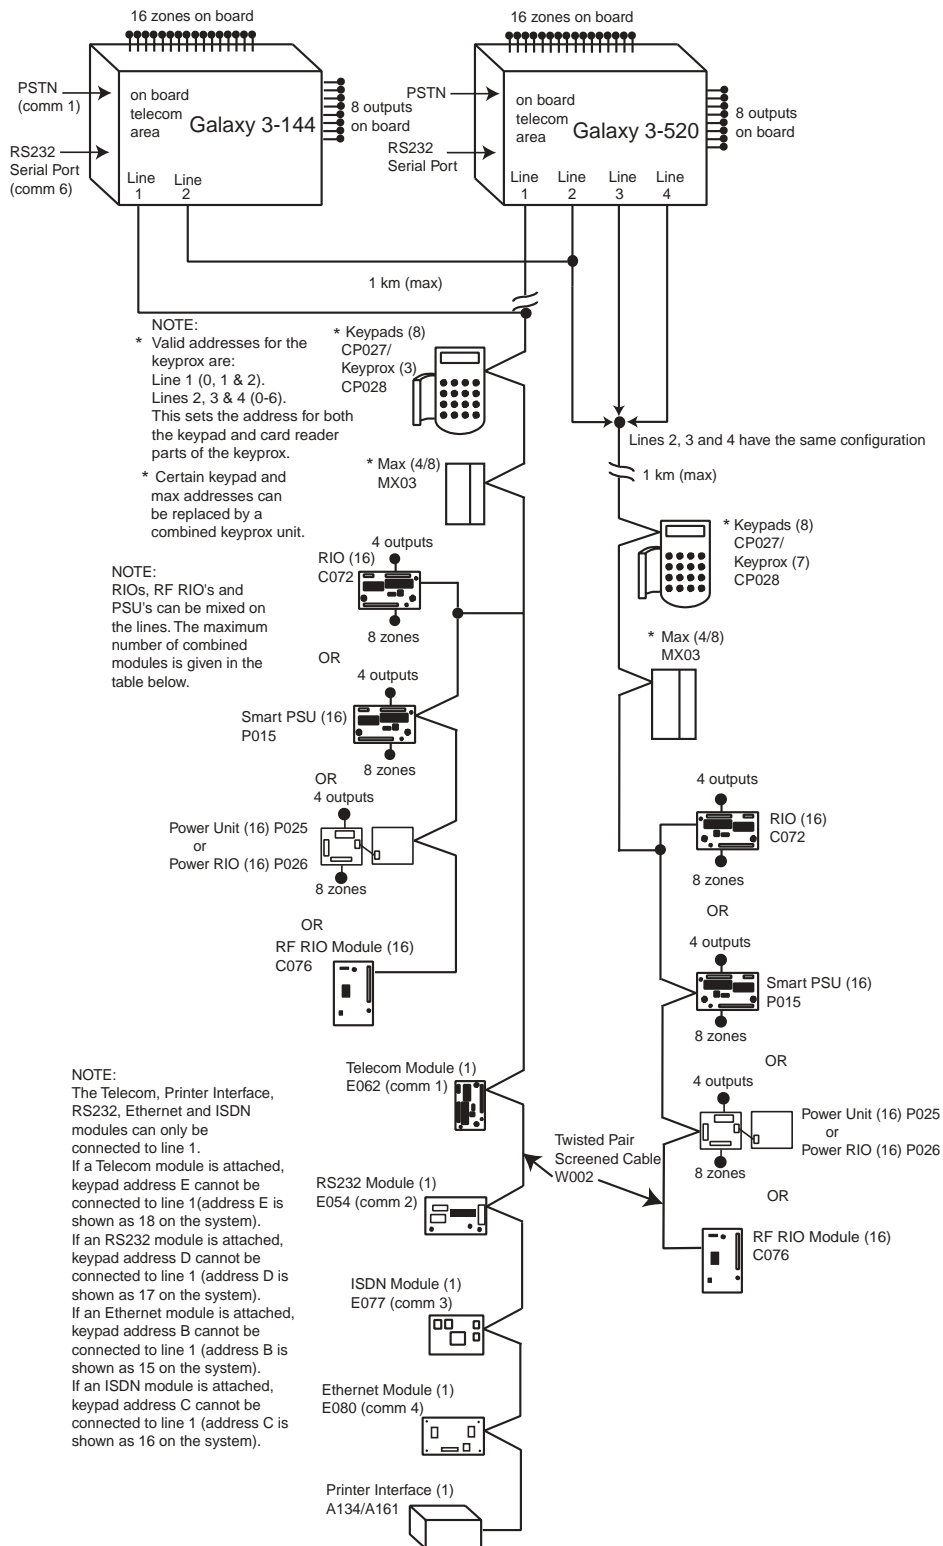 16 zones on board
PSTN
(comm 1)
on board
telecom
area
Galaxy 3-144
8 outputs
on board
RS232
Serial Port
(comm 6)
Line
1
Line
2
16 zones on board
PSTN
on board
telecom
area
Galaxy 3-520
8 outputs
on board
RS232
Serial Port
Line
1
Line
2
Line
3
Line
4
1 km (max)
NOTE:
* Valid addresses for the
keyprox are:
Line 1 (0, 1 & 2).
Lines 2, 3 & 4 (0-6).
This sets the address for both
the keypad and card reader
parts of the keyprox.
* Certain keypad and
max addresses can
be replaced by a
combined keyprox unit.
* Keypads (8)
CP027/
Keyprox (3)
CP028
* Max (4/8)
MX03
Lines 2, 3 and 4 have the same configuration
1 km (max)
* Keypads (8)
CP027/
Keyprox (7)
CP028
* Max (4/8)
MX03
NOTE:
RIOs, RF RIO's and
PSU's can be mixed on
the lines. The maximum
number of combined
modules is given in the
table below.
4 outputs
RIO (16)
C072
8 zones
OR
4 outputs
Smart PSU (16)
P015
8 zones
OR
4 outputs
Power Unit (16) P025
or
Power RIO (16) P026
8 zones
OR
RF RIO Module (16)
C076
4 outputs
RIO (16)
C072
8 zones
OR
4 outputs
Smart PSU (16)
P015
8 zones
OR
4 outputs
Power Unit (16) P025
or
Power RIO (16) P026
8 zones
OR
RF RIO Module (16)
C076
NOTE:
The Telecom, Printer Interface,
RS232, Ethernet and ISDN
modules can only be
connected to line 1.
If a Telecom module is attached,
keypad address E cannot be
connected to line 1(address E is
shown as 18 on the system).
If an RS232 module is attached,
keypad address D cannot be
connected to line 1 (address D is
shown as 17 on the system).
If an Ethernet module is attached,
keypad address B cannot be
connected to line 1 (address B is
shown as 15 on the system).
If an ISDN module is attached,
keypad address C cannot be
connected to line 1 (address C is
shown as 16 on the system).
Telecom Module (1)
E062 (comm 1)
Twisted Pair
Screened Cable
W002
RS232 Module (1)
E054 (comm 2)
ISDN Module (1)
E077 (comm 3)
Ethernet Module (1)
E080 (comm 4)
Printer Interface (1)
A134/A161